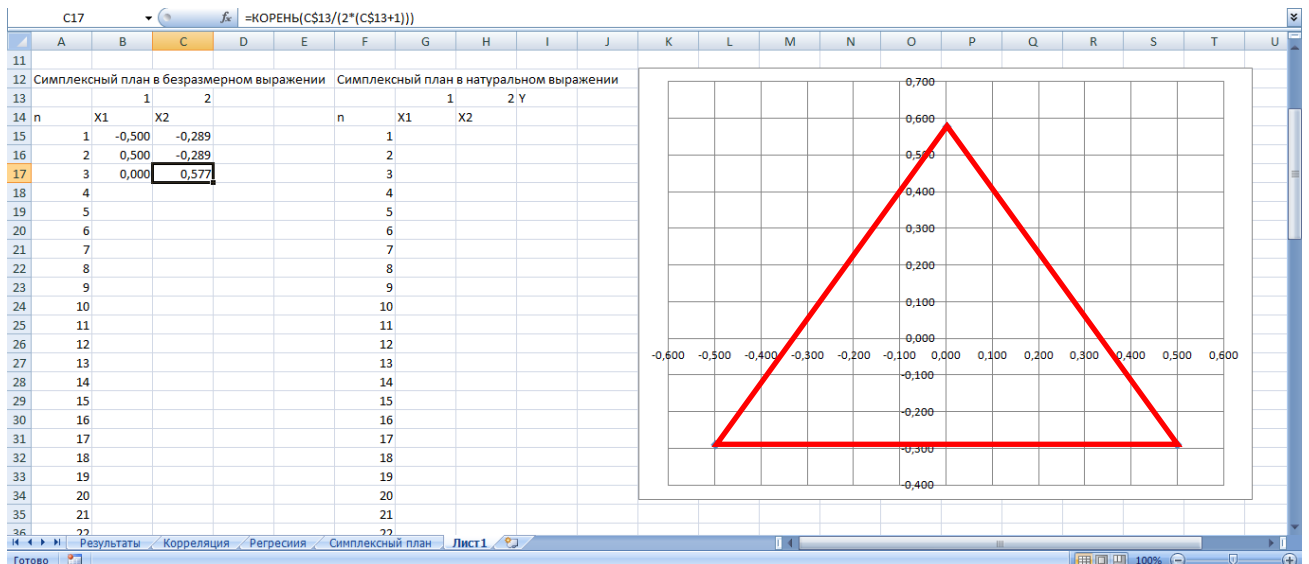 C17 fx =КОРЕНЬ(C$13/(2*(C$13+1)))
A B C D E F G H I J K L M N O P Q R S T U
11
12 Симплексный план в безразмерном выражении Симплексный план в натуральном выражении
13 1 2 1 2 Y
14 n X1 X2 n X1 X2
15 1 -0,500 -0,289 1
16 2 0,500 -0,289 2
17 3 0,000 0,577 3
18 4 4
19 5 5
20 6 6
21 7 7
22 8 8
23 9 9
24 10 10
25 11 11
26 12 12
27 13 13
28 14 14
29 15 15
30 16 16
31 17 17
32 18 18
33 19 19
34 20 20
35 21 21
36 22 22
0,700
0,600
0,500
0,400
0,300
0,200
0,100
0,000
-0,600 -0,500 -0,400 -0,300 -0,200 -0,100 0,000 0,100 0,200 0,300 0,400 0,500 0,600
-0,100
-0,200
-0,300
-0,400
Результаты Корреляция Регресиия Симплексный план Лист1
Готово 100%